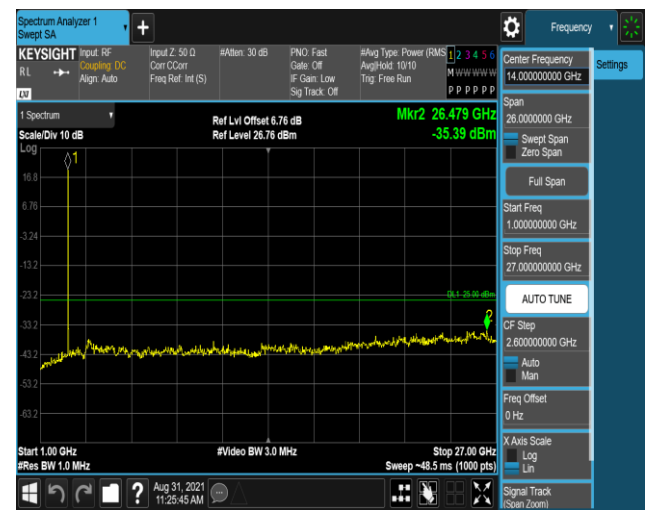 Spectrum Analyzer 1
Swept SA
Frequency
KEYSIGHT
RL
Input: RF
Coupling: DC
Align: Auto
Input Z: 50 Ω
Corr CCorr
Freq Ref: Int (S)
#Atten: 30 dB
PNO: Fast
Gate: Off
IF Gain: Low
Sig Track: Off
#Avg Type: Power (RMS
Avg|Hold: 10/10
Trig: Free Run
1 2 3 4 5 6
M W W W W W
P P P P P P
LXI
1 Spectrum
Scale/Div 10 dB
Ref Lvl Offset 6.76 dB
Ref Level 26.76 dBm
Mkr2 26.479 GHz
-35.39 dBm
Log
1
16.8
6.76
-3.24
-13.2
-23.2
-33.2
-43.2
-53.2
-63.2
DL1 -25.00 dBm
2
Start 1.00 GHz
#Res BW 1.0 MHz
#Video BW 3.0 MHz
Stop 27.00 GHz
Sweep ~48.5 ms (1000 pts)
Center Frequency
14.000000000 GHz
Settings
Span
26.0000000 GHz
Swept Span
Zero Span
Full Span
Start Freq
1.000000000 GHz
Stop Freq
27.000000000 GHz
AUTO TUNE
CF Step
2.600000000 GHz
Auto
Man
Freq Offset
0 Hz
X Axis Scale
Log
Lin
Signal Track
(Span Zoom)
?
Aug 31, 2021
11:25:45 AM